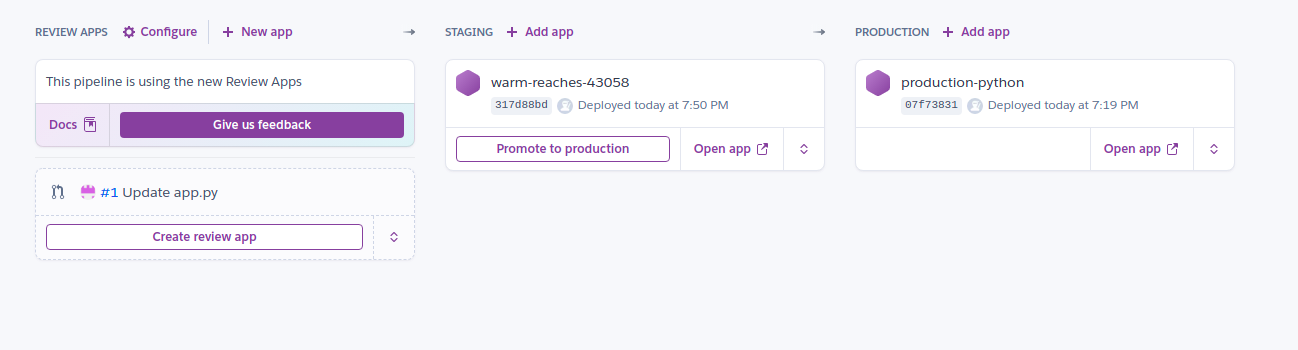 REVIEW APPS Configure New app
This pipeline is using the new Review Apps
Docs Give us feedback
#1 Update app.py
Create review app
STAGING Add app
warm-reaches-43058
317d88bd Deployed today at 7:50 PM
Promote to production Open app
PRODUCTION Add app
production-python
07f73831 Deployed today at 7:19 PM
Open app